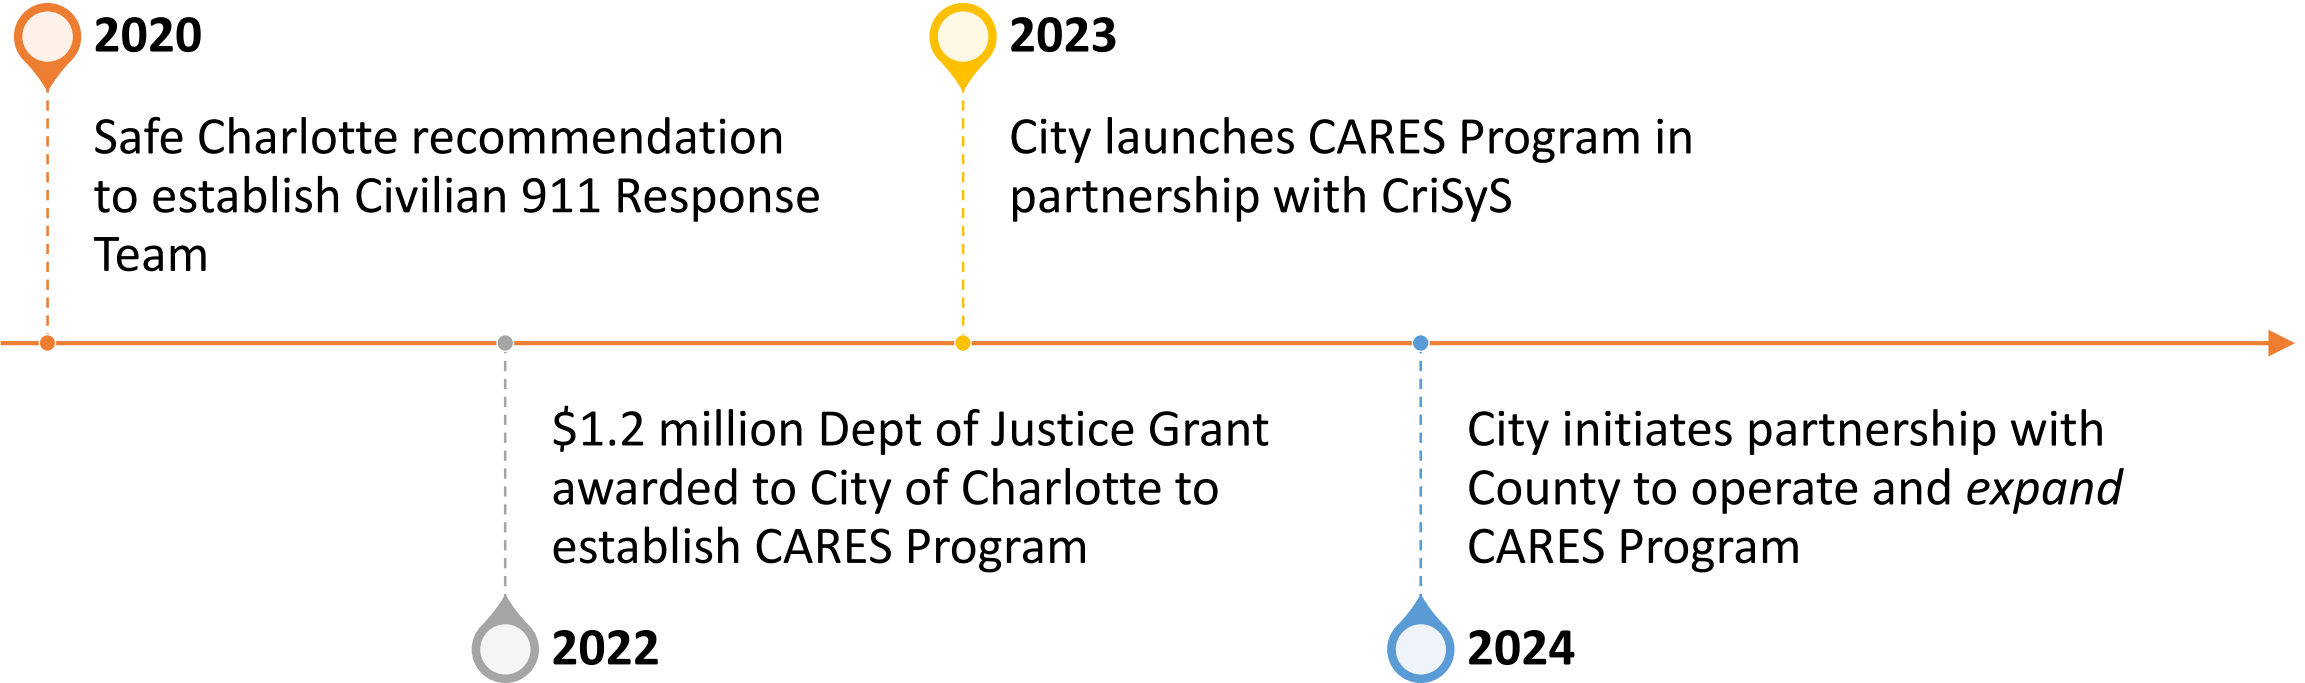 2020
Safe Charlotte recommendation
to establish Civilian 911 Response
Team
$1.2 million Dept of Justice Grant
awarded to City of Charlotte to
establish CARES Program
2022
2023
City launches CARES Program in
partnership with CriSyS
City initiates partnership with
County to operate and expand
CARES Program
2024